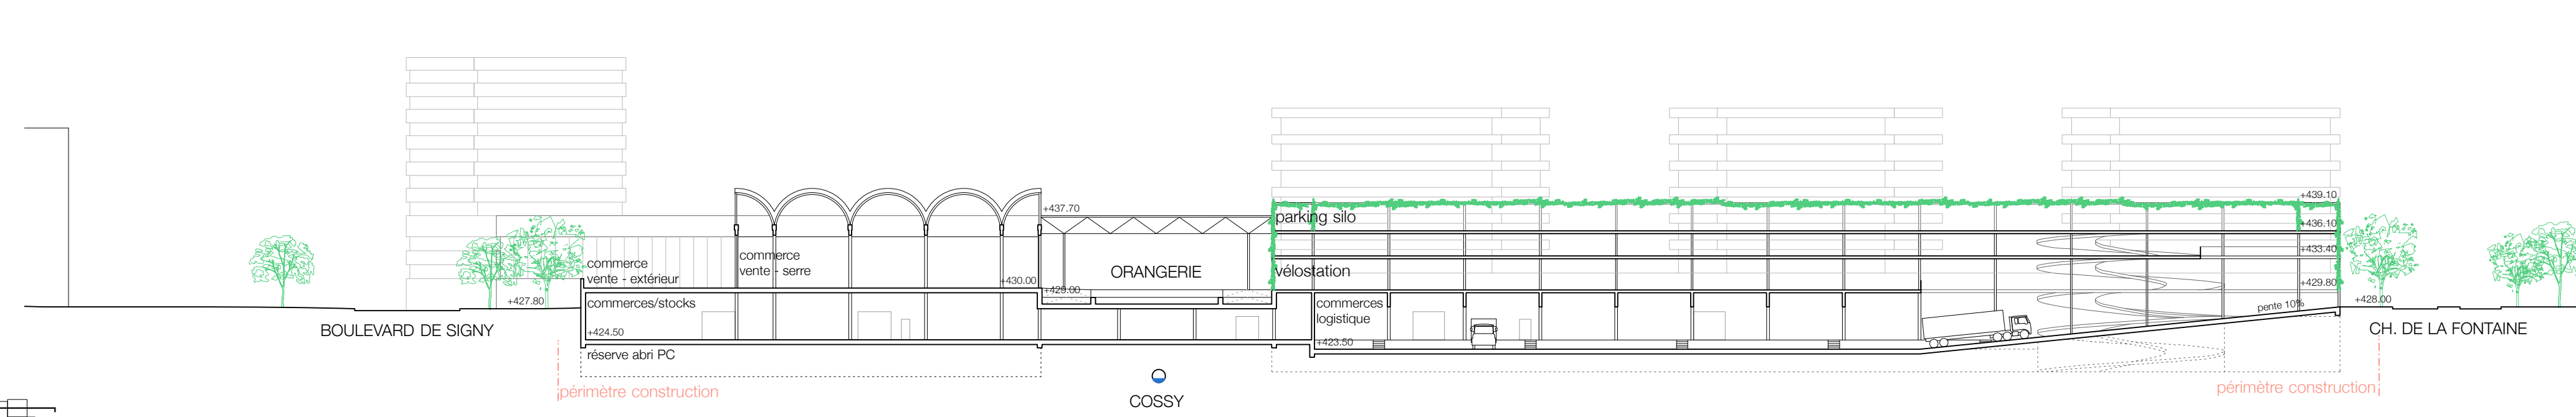 +439.10
+437.70
parking silo
+436.10
commerce
vente - serre
+433.40
commerce
vente - extérieur
ORANGERIE
vélostation
+430.00
+429.00
+429.80
+427.80
commerces/stocks
commerces
logistique
pente 10%
+428.00
BOULEVARD DE SIGNY
+424.50
CH. DE LA FONTAINE
+423.50
réserve abri PC
périmètre construction
périmètre construction
COSSY